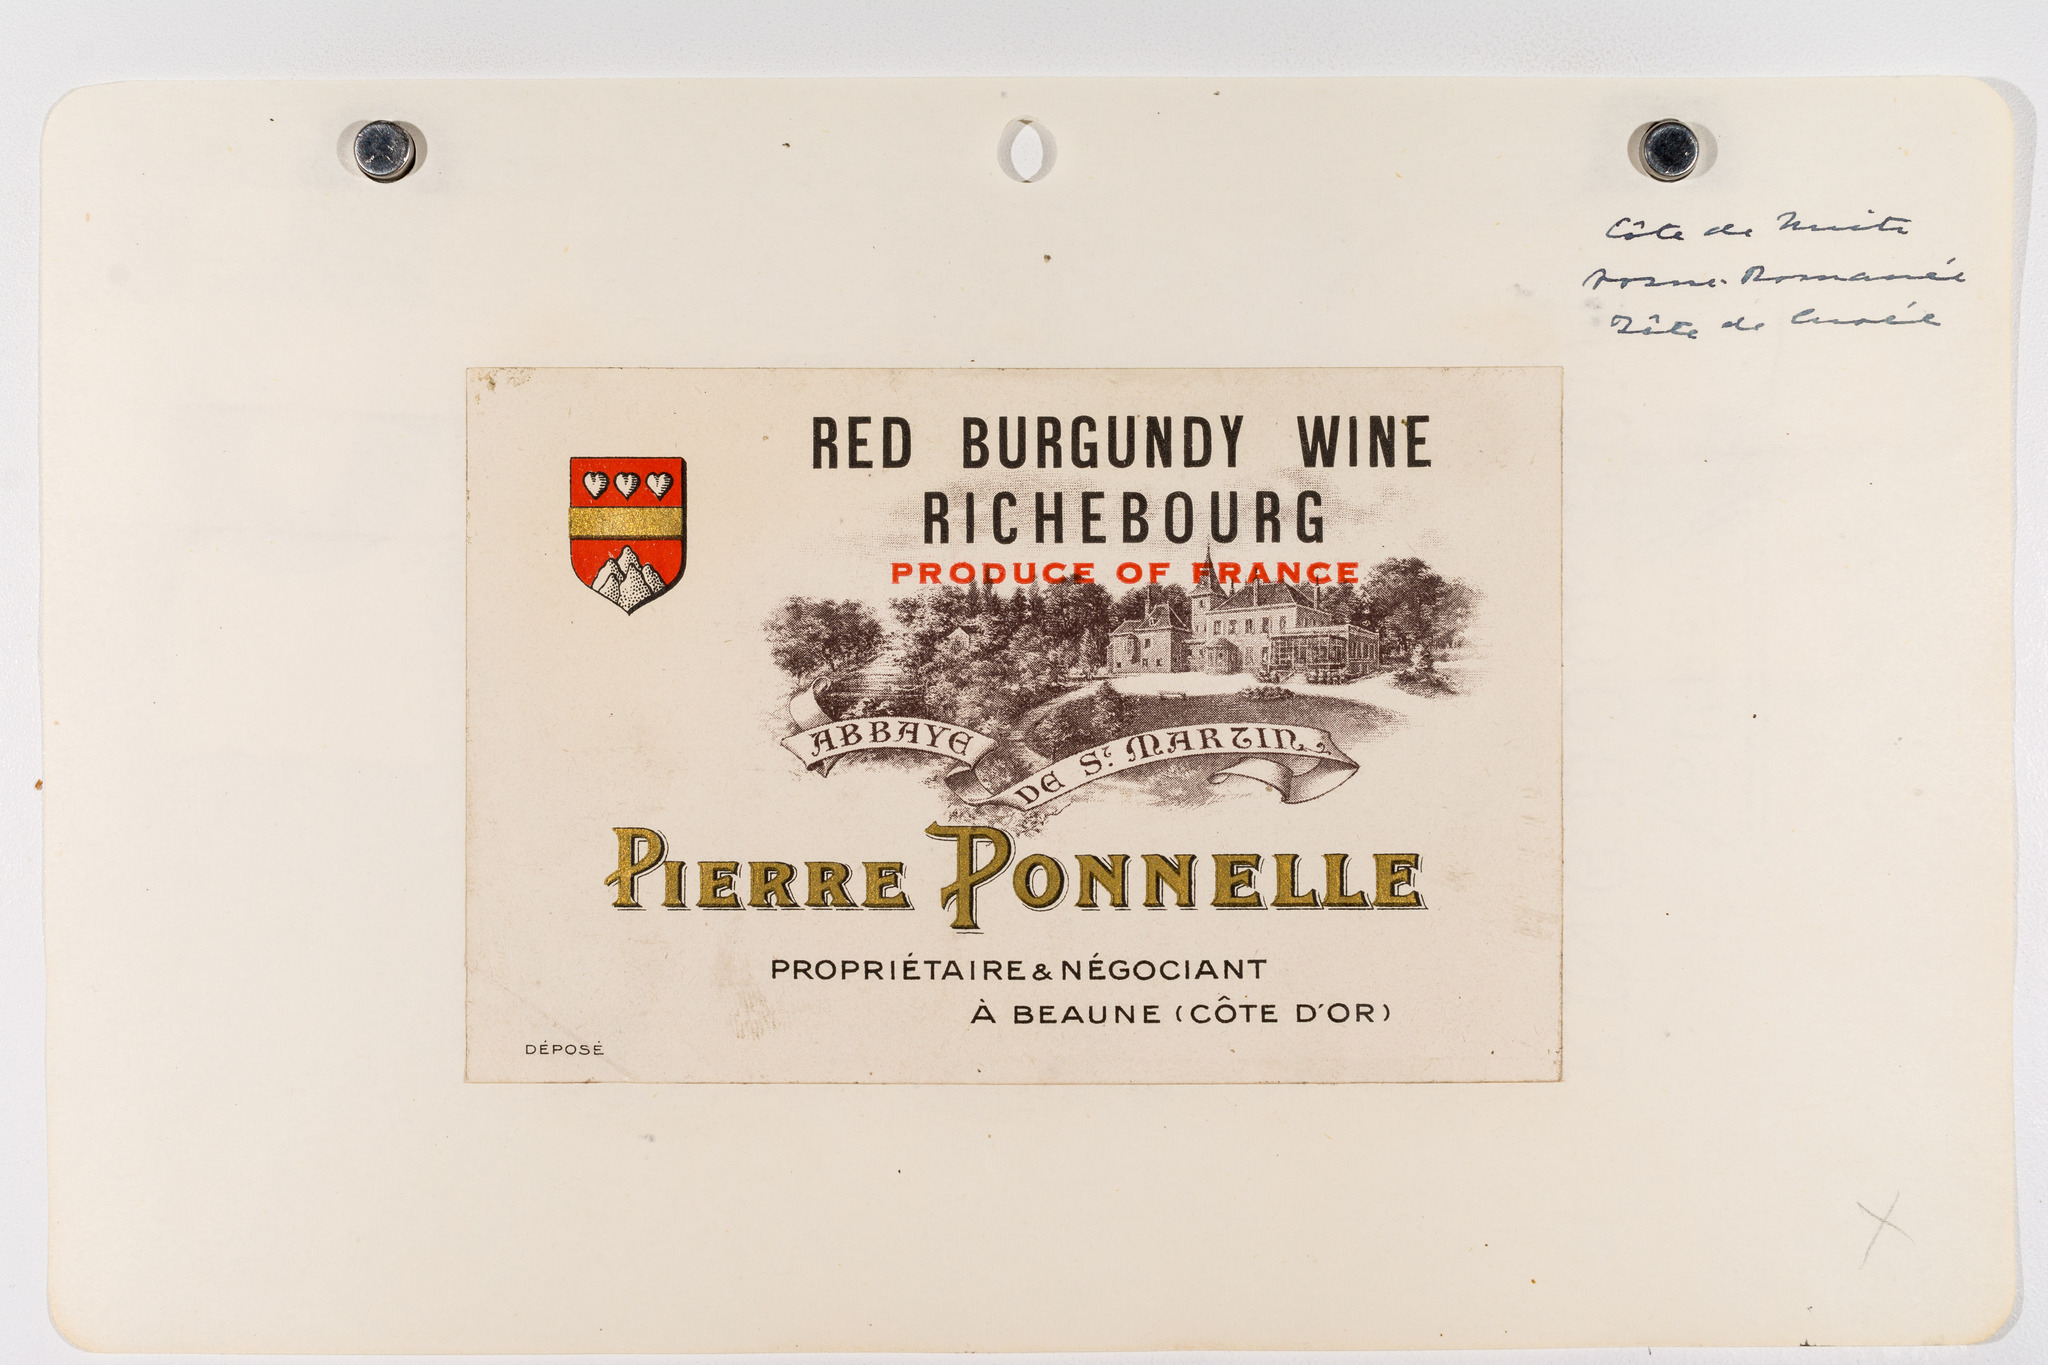 Côte de Nuits
Vosne-Romanée
Tête de Cuvée
RED BURGUNDY WINE
RICHEBOURG
PRODUCE OF FRANCE
ABBAYE DE St. MARTIN
PIERRE PONNELLE
PROPRIÉTAIRE & NÉGOCIANT
À BEAUNE (CÔTE D'OR)
DÉPOSÉ
X